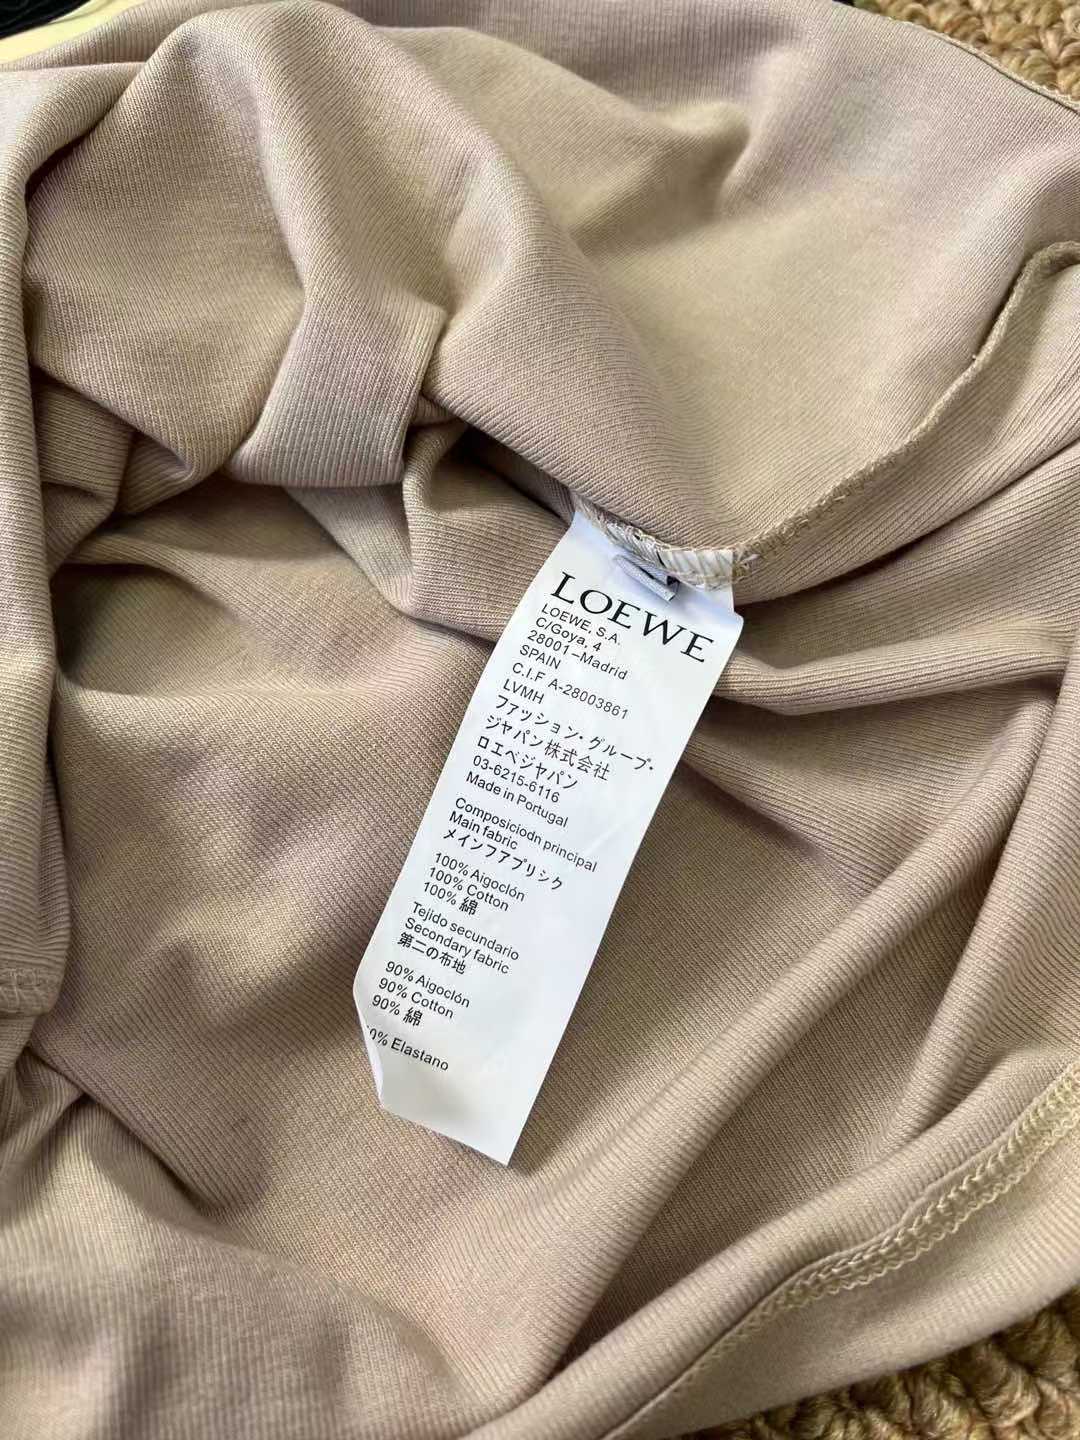 LOEWE
LOEWE, S.A.
C/Goya, 4
28001–Madrid
SPAIN
C.I.F A-28003861
LVMH
ファッション・グループ・
ジャパン株式会社
ロエベジャパン
03-6215-6116
Made in Portugal
Composiciodn principal
Main fabric
メインファプリシク
100% Aigoclón
100% Cotton
100% 綿
Tejido secundario
Secondary fabric
第二の布地
90% Aigoclón
90% Cotton
90% 綿
0% Elastano